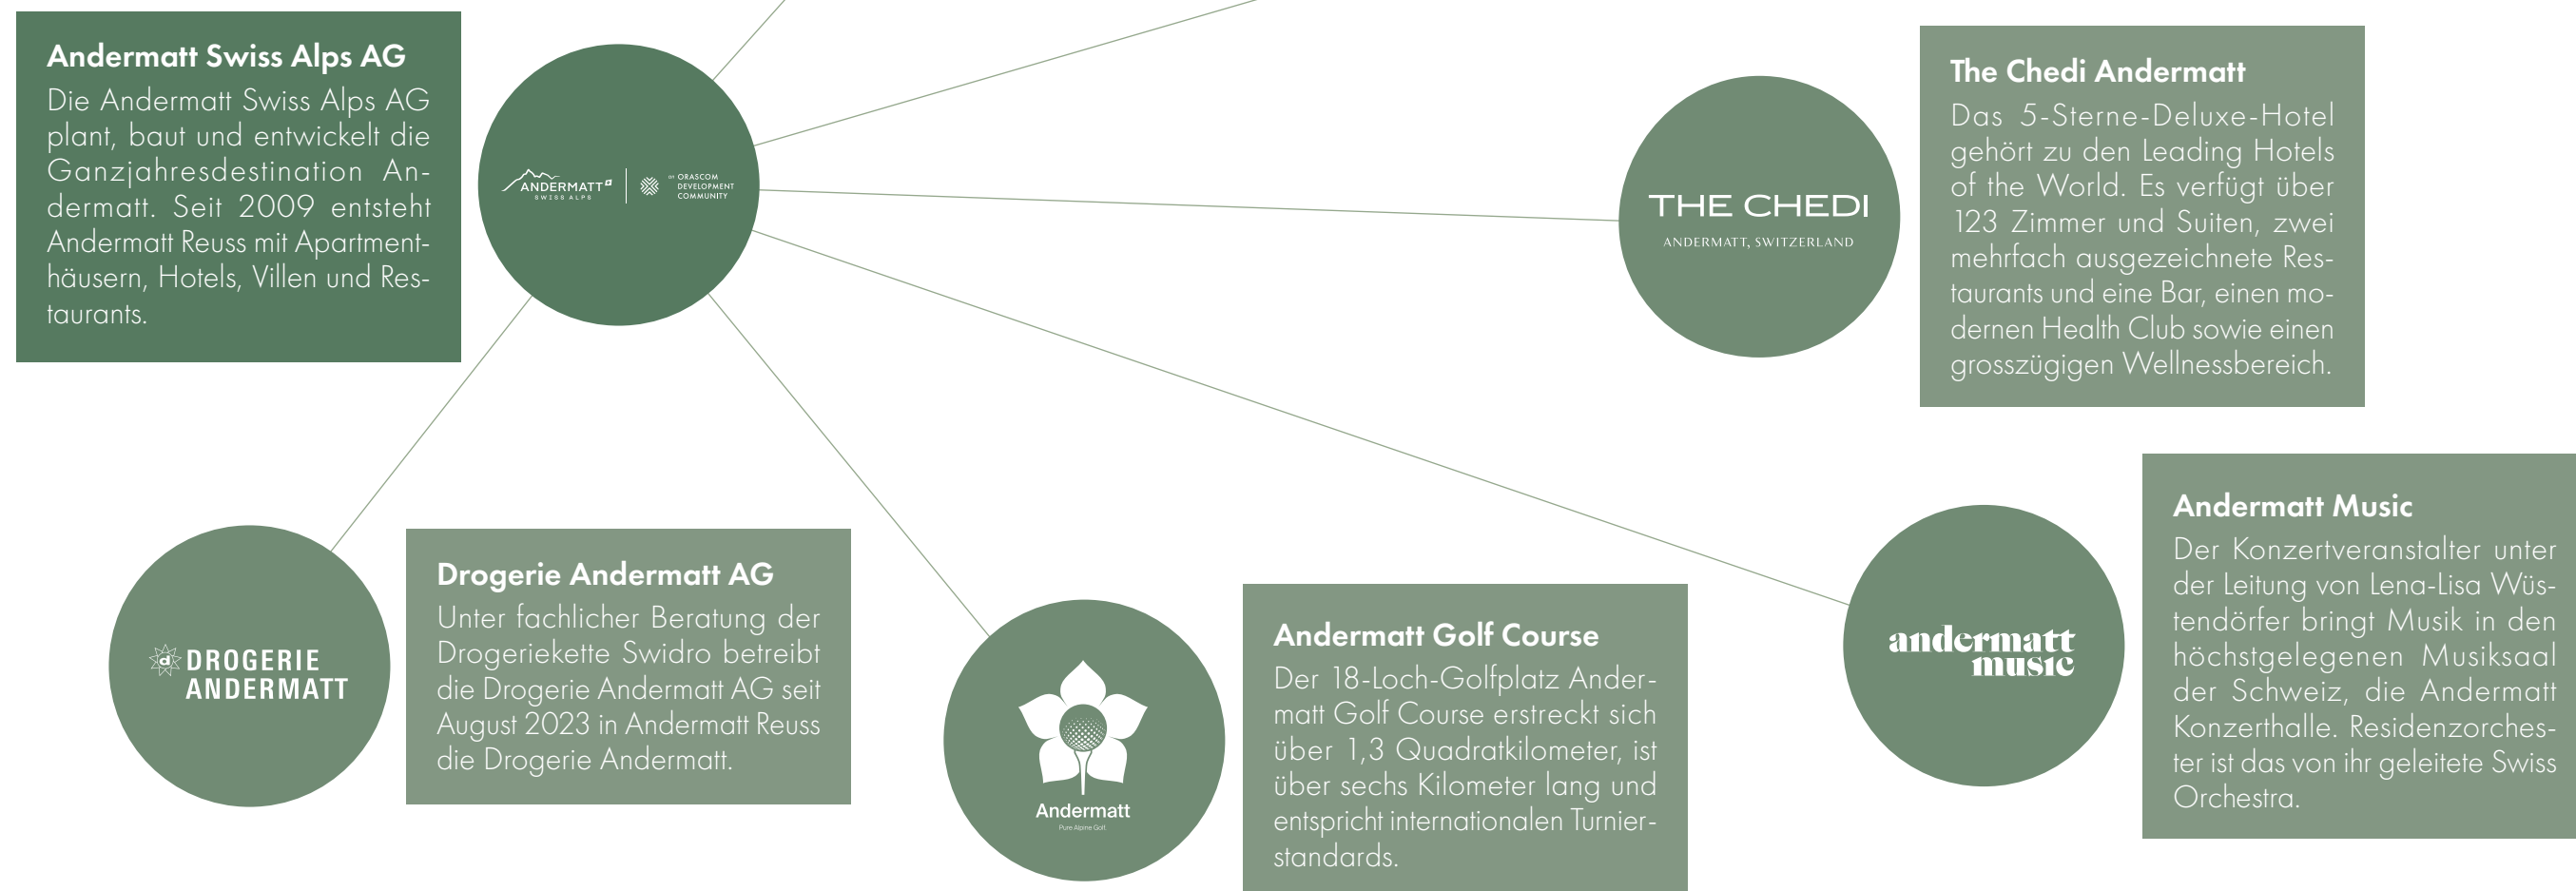 Andermatt Swiss Alps AG
Die Andermatt Swiss Alps AG
plant, baut und entwickelt die
Ganzjahresdestination An-
dermatt. Seit 2009 entsteht
Andermatt Reuss mit Apartment-
häusern, Hotels, Villen und Res-
taurants.
ANDERMATT
SWISS ALPS
an ORASCOM
DEVELOPMENT
COMMUNITY
THE CHEDI
ANDERMATT, SWITZERLAND
The Chedi Andermatt
Das 5-Sterne-Deluxe-Hotel
gehört zu den Leading Hotels
of the World. Es verfügt über
123 Zimmer und Suiten, zwei
mehrfach ausgezeichnete Res-
taurants und eine Bar, einen mo-
dernen Health Club sowie einen
grosszügigen Wellnessbereich.
d DROGERIE
ANDERMATT
Drogerie Andermatt AG
Unter fachlicher Beratung der
Drogeriekette Swidro betreibt
die Drogerie Andermatt AG seit
August 2023 in Andermatt Reuss
die Drogerie Andermatt.
Andermatt
Pure Alpine Golf
Andermatt Golf Course
Der 18-Loch-Golfplatz Ander-
matt Golf Course erstreckt sich
über 1,3 Quadratkilometer, ist
über sechs Kilometer lang und
entspricht internationalen Turnier-
standards.
andermatt
music
Andermatt Music
Der Konzertveranstalter unter
der Leitung von Lena-Lisa Wüs-
tendörfer bringt Musik in den
höchstgelegenen Musiksaal
der Schweiz, die Andermatt
Konzerthalle. Residenzorches-
ter ist das von ihr geleitete Swiss
Orchestra.